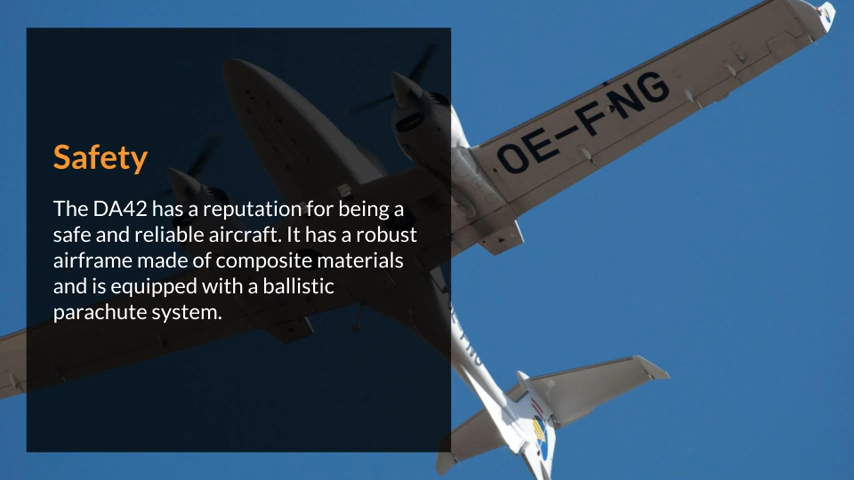 Safety
The DA42 has a reputation for being a
safe and reliable aircraft. It has a robust
airframe made of composite materials
and is equipped with a ballistic
parachute system.
OE-FNG